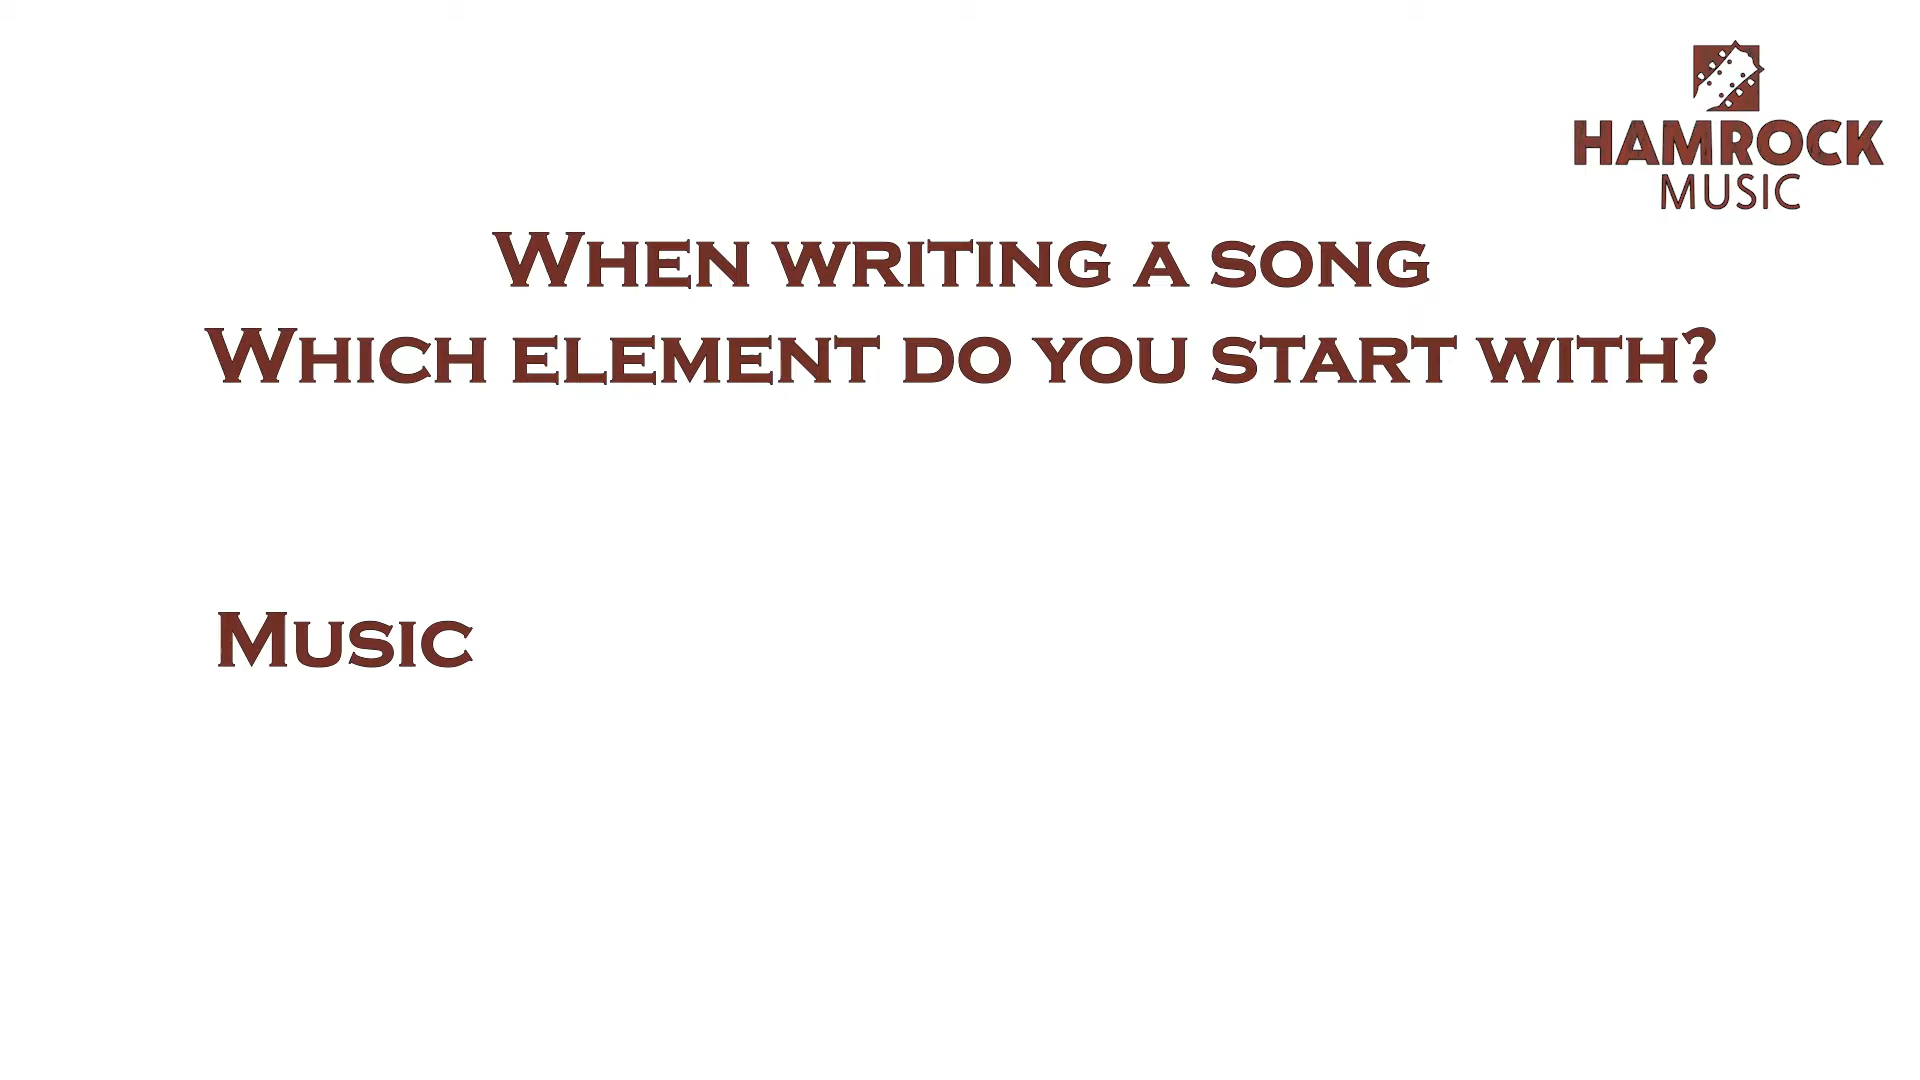 HAMROCK
MUSIC
When writing a song
Which element do you start with?
Music